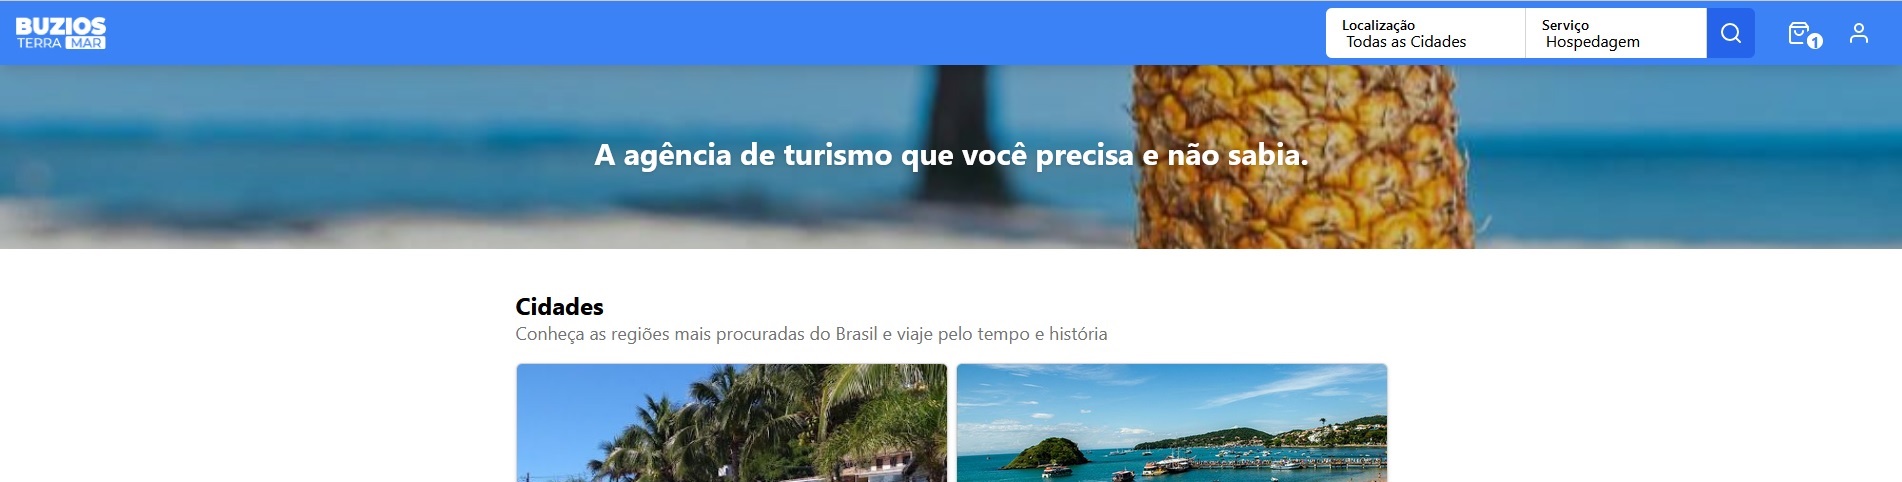 BUZIOS
TERRA MAR
Localização
Todas as Cidades
Serviço
Hospedagem
1
A agência de turismo que você precisa e não sabia.
Cidades
Conheça as regiões mais procuradas do Brasil e viaje pelo tempo e história